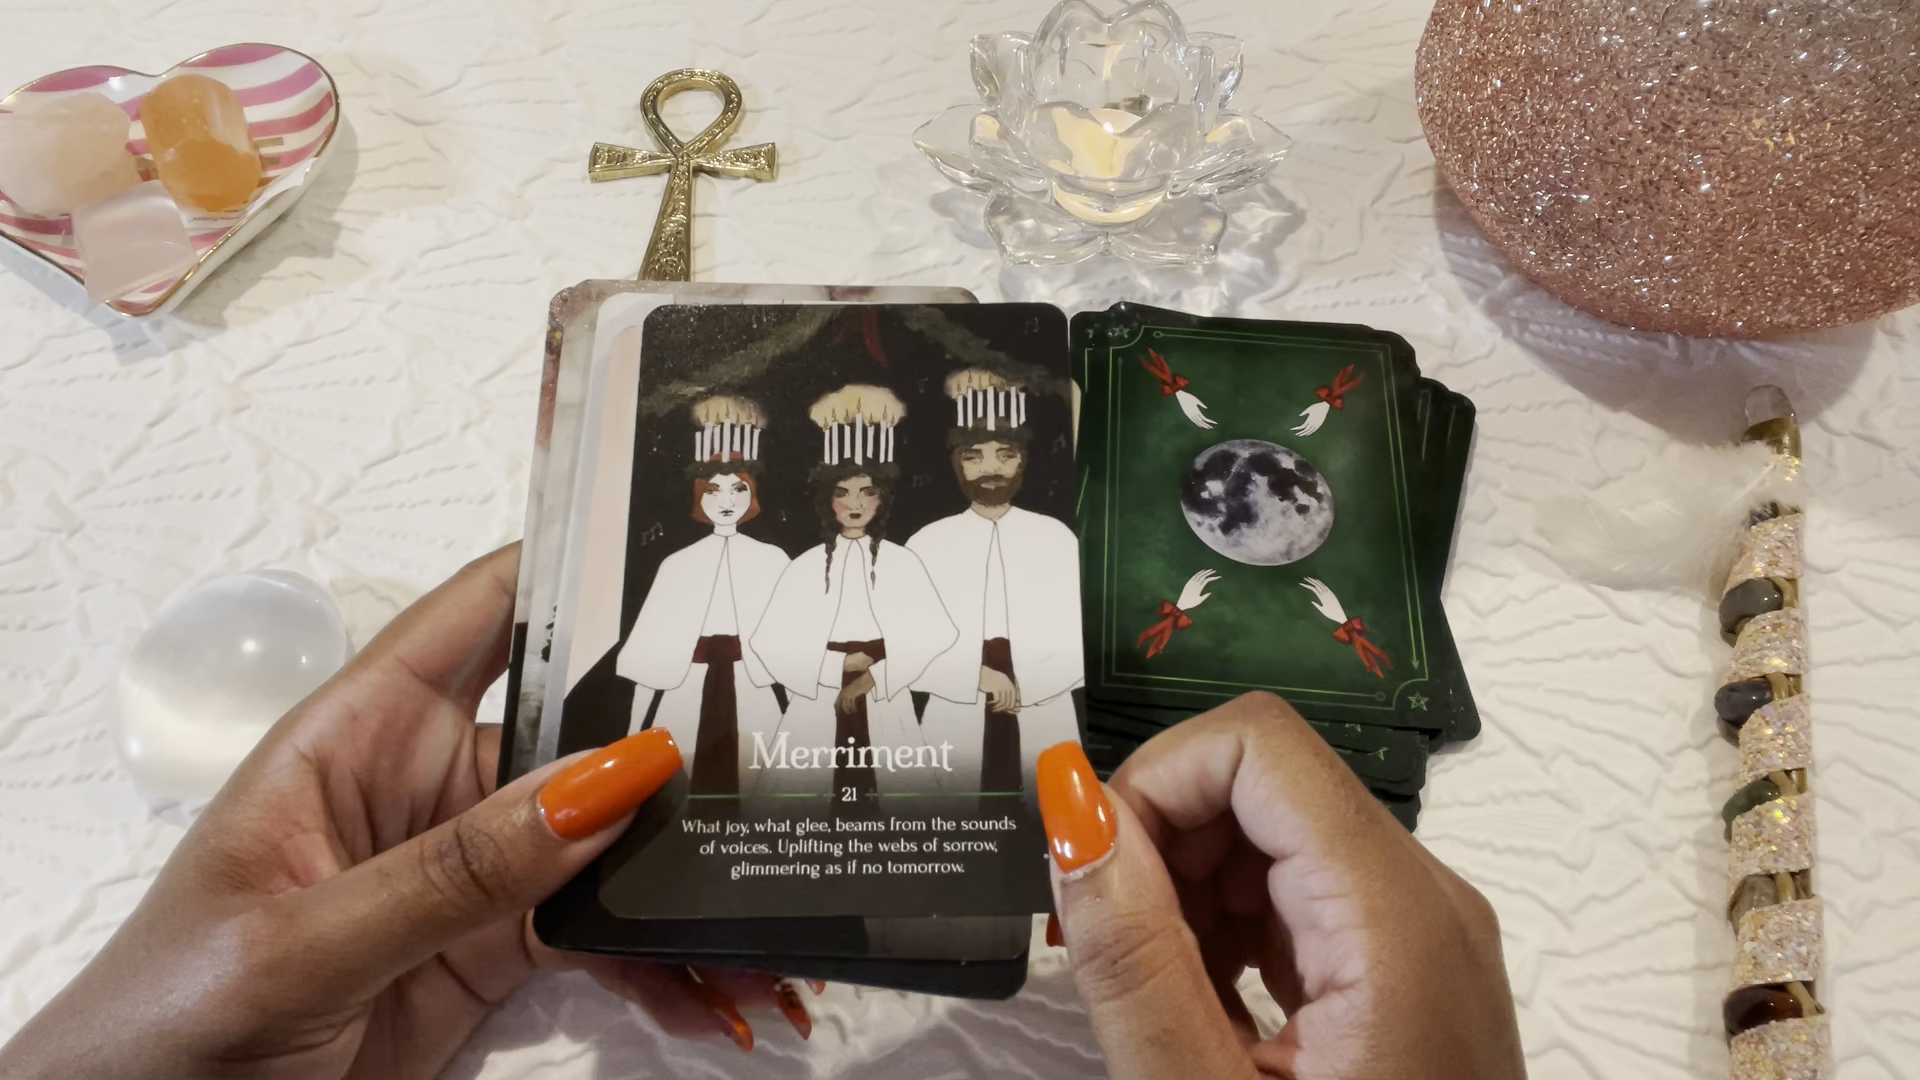 Merriment
21
What joy, what glee, beams from the sounds
of voices. Uplifting the webs of sorrow,
glimmering as if no tomorrow.